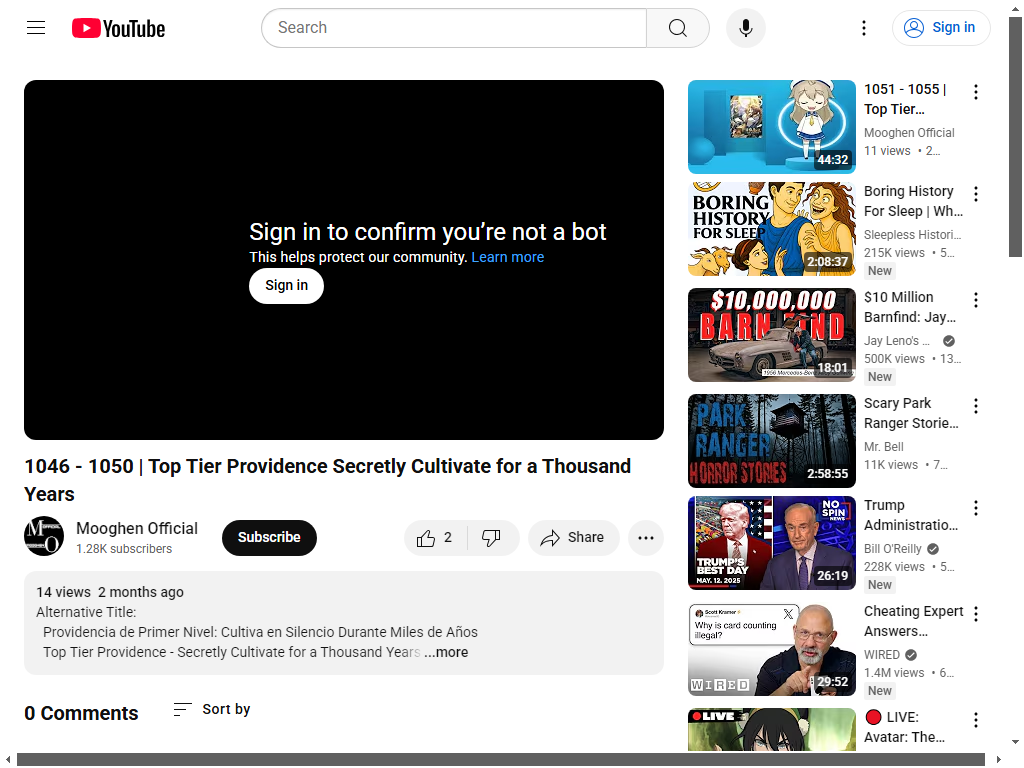 YouTube
Search
Sign in
Sign in to confirm you’re not a bot
This helps protect our community. Learn more
Sign in
1046 - 1050 | Top Tier Providence Secretly Cultivate for a Thousand
Years
Mooghen Official
1.28K subscribers
Subscribe
2
Share
14 views 2 months ago
Alternative Title:
Providencia de Primer Nivel: Cultiva en Silencio Durante Miles de Años
Top Tier Providence - Secretly Cultivate for a Thousand Years ...more
0 Comments
Sort by
44:32
1051 - 1055 |
Top Tier…
Mooghen Official
11 views • 2…
BORING
HISTORY
FOR SLEEP
2:08:37
Boring History
For Sleep | Wh…
Sleepless Histori…
215K views • 5…
New
$10,000,000
BARN FIND
18:01
$10 Million
Barnfind: Jay…
Jay Leno's …
500K views • 13…
New
PARK
RANGER
HORROR STORIES
2:58:55
Scary Park
Ranger Storie…
Mr. Bell
11K views • 7…
NO
SPIN
NEWS
TRUMP'S
BEST DAY
MAY. 12, 2025
26:19
Trump
Administratio…
Bill O'Reilly
228K views • 5…
New
Scott Kramer
Why is card counting
illegal?
WIRED
29:52
Cheating Expert
Answers…
WIRED
1.4M views • 6…
New
LIVE
LIVE:
Avatar: The…